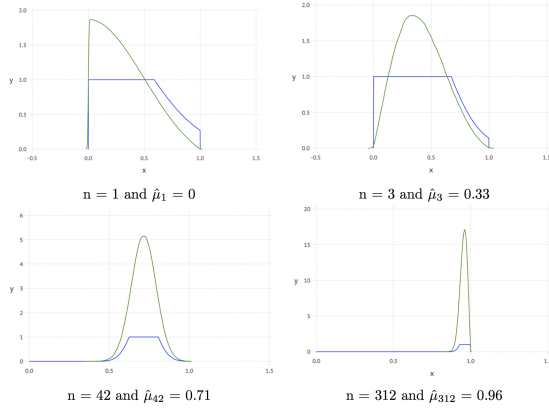 2.0
2.0
1.5
1.5
y 1.0
y 1.0
0.5
0.5
0.0
0.0
-0.5 0.0 0.5 1.0 1.5
-0.5 0.0 0.5 1.0 1.5
x
x
n = 1 and μ̂₁ = 0
n = 3 and μ̂₃ = 0.33
6
5
4
y 3
2
1
0
0.0 0.5 1.0 1.5
20
15
y
10
5
0
0.0 0.5 1.0 1.5
x
x
n = 42 and μ̂₄₂ = 0.71
n = 312 and μ̂₃₁₂ = 0.96